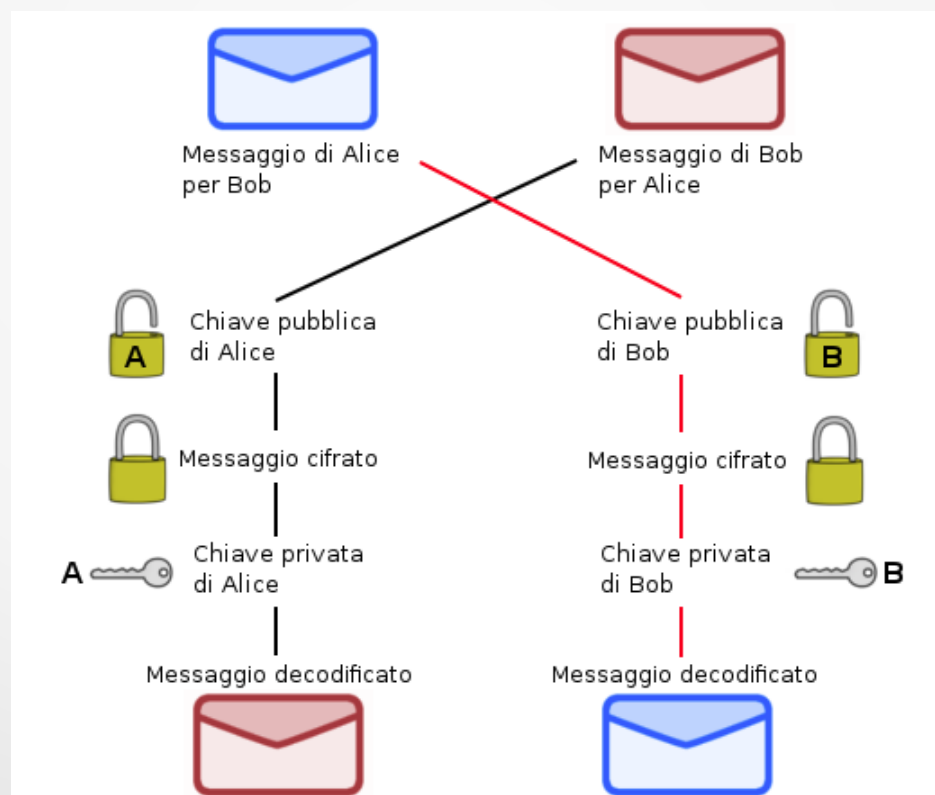 Messaggio di Alice
per Bob
Messaggio di Bob
per Alice
A
Chiave pubblica
di Alice
Chiave pubblica
di Bob
B
Messaggio cifrato
Messaggio cifrato
A
Chiave privata
di Alice
Chiave privata
di Bob
B
Messaggio decodificato
Messaggio decodificato